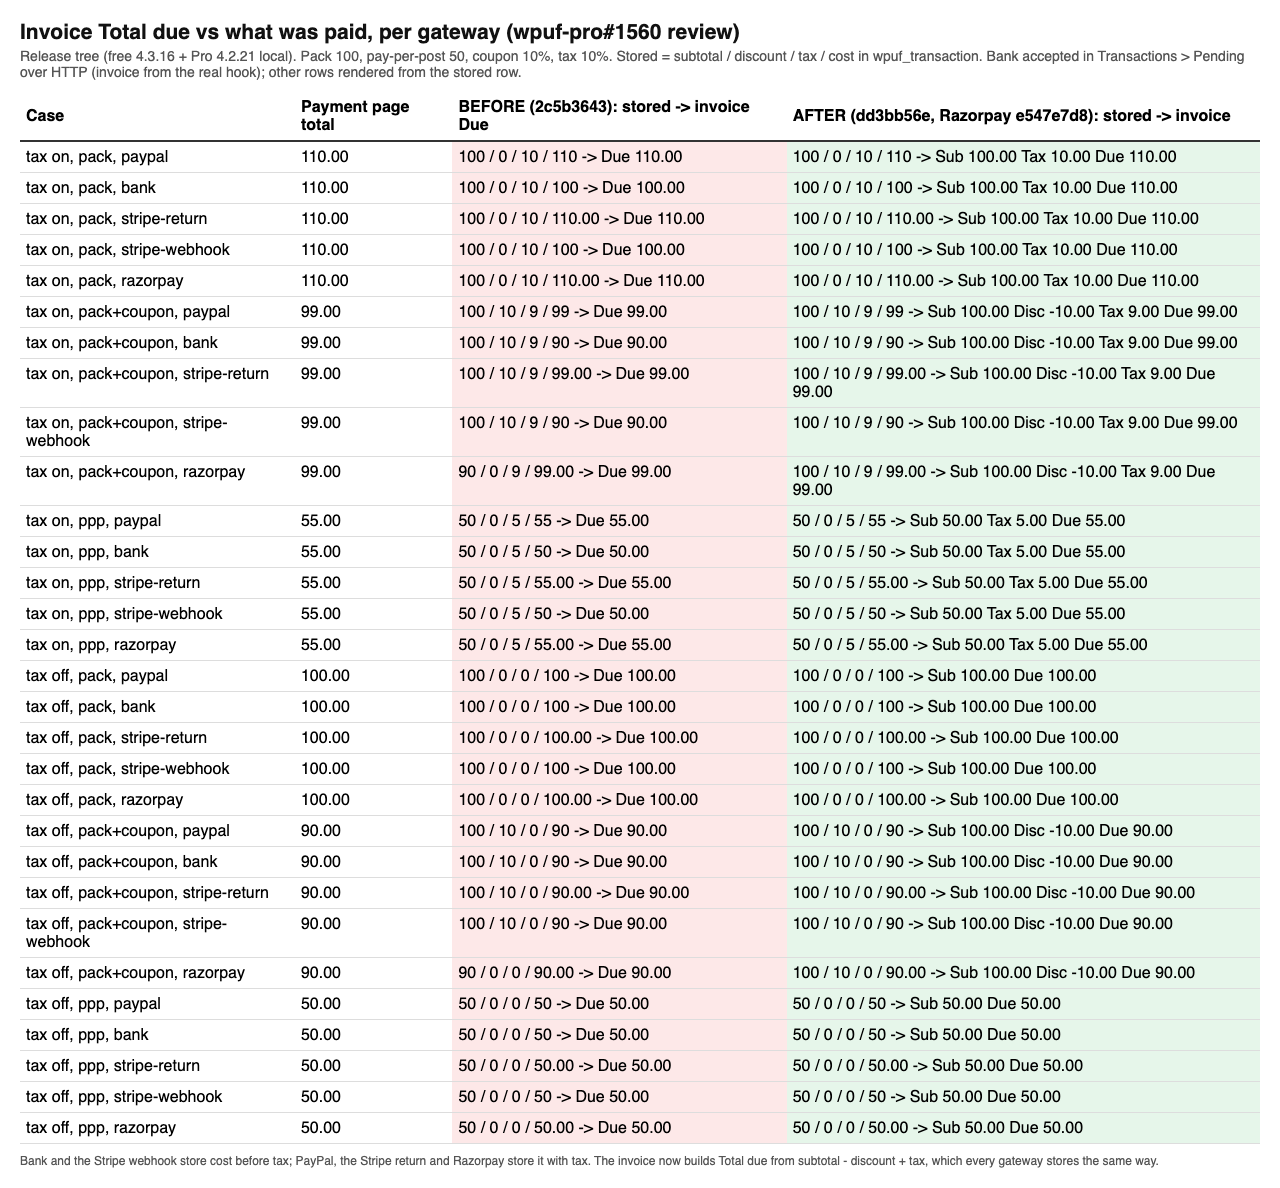 Invoice Total due vs what was paid, per gateway (wpuf-pro#1560 review)
Release tree (free 4.3.16 + Pro 4.2.21 local). Pack 100, pay-per-post 50, coupon 10%, tax 10%. Stored = subtotal / discount / tax / cost in wpuf_transaction. Bank accepted in Transactions > Pending
over HTTP (invoice from the real hook); other rows rendered from the stored row.
Case Payment page total BEFORE (2c5b3643): stored -> invoice Due AFTER (dd3bb56e, Razorpay e547e7d8): stored -> invoice
tax on, pack, paypal 110.00 100 / 0 / 10 / 110 -> Due 110.00 100 / 0 / 10 / 110 -> Sub 100.00 Tax 10.00 Due 110.00
tax on, pack, bank 110.00 100 / 0 / 10 / 100 -> Due 100.00 100 / 0 / 10 / 100 -> Sub 100.00 Tax 10.00 Due 110.00
tax on, pack, stripe-return 110.00 100 / 0 / 10 / 110.00 -> Due 110.00 100 / 0 / 10 / 110.00 -> Sub 100.00 Tax 10.00 Due 110.00
tax on, pack, stripe-webhook 110.00 100 / 0 / 10 / 100 -> Due 100.00 100 / 0 / 10 / 100 -> Sub 100.00 Tax 10.00 Due 110.00
tax on, pack, razorpay 110.00 100 / 0 / 10 / 110.00 -> Due 110.00 100 / 0 / 10 / 110.00 -> Sub 100.00 Tax 10.00 Due 110.00
tax on, pack+coupon, paypal 99.00 100 / 10 / 9 / 99 -> Due 99.00 100 / 10 / 9 / 99 -> Sub 100.00 Disc -10.00 Tax 9.00 Due 99.00
tax on, pack+coupon, bank 99.00 100 / 10 / 9 / 90 -> Due 90.00 100 / 10 / 9 / 90 -> Sub 100.00 Disc -10.00 Tax 9.00 Due 99.00
tax on, pack+coupon, stripe-return 99.00 100 / 10 / 9 / 99.00 -> Due 99.00 100 / 10 / 9 / 99.00 -> Sub 100.00 Disc -10.00 Tax 9.00 Due 99.00
tax on, pack+coupon, stripe-webhook 99.00 100 / 10 / 9 / 90 -> Due 90.00 100 / 10 / 9 / 90 -> Sub 100.00 Disc -10.00 Tax 9.00 Due 99.00
tax on, pack+coupon, razorpay 99.00 90 / 0 / 9 / 99.00 -> Due 99.00 100 / 10 / 9 / 99.00 -> Sub 100.00 Disc -10.00 Tax 9.00 Due 99.00
tax on, ppp, paypal 55.00 50 / 0 / 5 / 55 -> Due 55.00 50 / 0 / 5 / 55 -> Sub 50.00 Tax 5.00 Due 55.00
tax on, ppp, bank 55.00 50 / 0 / 5 / 50 -> Due 50.00 50 / 0 / 5 / 50 -> Sub 50.00 Tax 5.00 Due 55.00
tax on, ppp, stripe-return 55.00 50 / 0 / 5 / 55.00 -> Due 55.00 50 / 0 / 5 / 55.00 -> Sub 50.00 Tax 5.00 Due 55.00
tax on, ppp, stripe-webhook 55.00 50 / 0 / 5 / 50 -> Due 50.00 50 / 0 / 5 / 50 -> Sub 50.00 Tax 5.00 Due 55.00
tax on, ppp, razorpay 55.00 50 / 0 / 5 / 55.00 -> Due 55.00 50 / 0 / 5 / 55.00 -> Sub 50.00 Tax 5.00 Due 55.00
tax off, pack, paypal 100.00 100 / 0 / 0 / 100 -> Due 100.00 100 / 0 / 0 / 100 -> Sub 100.00 Due 100.00
tax off, pack, bank 100.00 100 / 0 / 0 / 100 -> Due 100.00 100 / 0 / 0 / 100 -> Sub 100.00 Due 100.00
tax off, pack, stripe-return 100.00 100 / 0 / 0 / 100.00 -> Due 100.00 100 / 0 / 0 / 100.00 -> Sub 100.00 Due 100.00
tax off, pack, stripe-webhook 100.00 100 / 0 / 0 / 100 -> Due 100.00 100 / 0 / 0 / 100 -> Sub 100.00 Due 100.00
tax off, pack, razorpay 100.00 100 / 0 / 0 / 100.00 -> Due 100.00 100 / 0 / 0 / 100.00 -> Sub 100.00 Due 100.00
tax off, pack+coupon, paypal 90.00 100 / 10 / 0 / 90 -> Due 90.00 100 / 10 / 0 / 90 -> Sub 100.00 Disc -10.00 Due 90.00
tax off, pack+coupon, bank 90.00 100 / 10 / 0 / 90 -> Due 90.00 100 / 10 / 0 / 90 -> Sub 100.00 Disc -10.00 Due 90.00
tax off, pack+coupon, stripe-return 90.00 100 / 10 / 0 / 90.00 -> Due 90.00 100 / 10 / 0 / 90.00 -> Sub 100.00 Disc -10.00 Due 90.00
tax off, pack+coupon, stripe-webhook 90.00 100 / 10 / 0 / 90 -> Due 90.00 100 / 10 / 0 / 90 -> Sub 100.00 Disc -10.00 Due 90.00
tax off, pack+coupon, razorpay 90.00 90 / 0 / 0 / 90.00 -> Due 90.00 100 / 10 / 0 / 90.00 -> Sub 100.00 Disc -10.00 Due 90.00
tax off, ppp, paypal 50.00 50 / 0 / 0 / 50 -> Due 50.00 50 / 0 / 0 / 50 -> Sub 50.00 Due 50.00
tax off, ppp, bank 50.00 50 / 0 / 0 / 50 -> Due 50.00 50 / 0 / 0 / 50 -> Sub 50.00 Due 50.00
tax off, ppp, stripe-return 50.00 50 / 0 / 0 / 50.00 -> Due 50.00 50 / 0 / 0 / 50.00 -> Sub 50.00 Due 50.00
tax off, ppp, stripe-webhook 50.00 50 / 0 / 0 / 50 -> Due 50.00 50 / 0 / 0 / 50 -> Sub 50.00 Due 50.00
tax off, ppp, razorpay 50.00 50 / 0 / 0 / 50.00 -> Due 50.00 50 / 0 / 0 / 50.00 -> Sub 50.00 Due 50.00
Bank and the Stripe webhook store cost before tax; PayPal, the Stripe return and Razorpay store it with tax. The invoice now builds Total due from subtotal - discount + tax, which every gateway stores the same way.